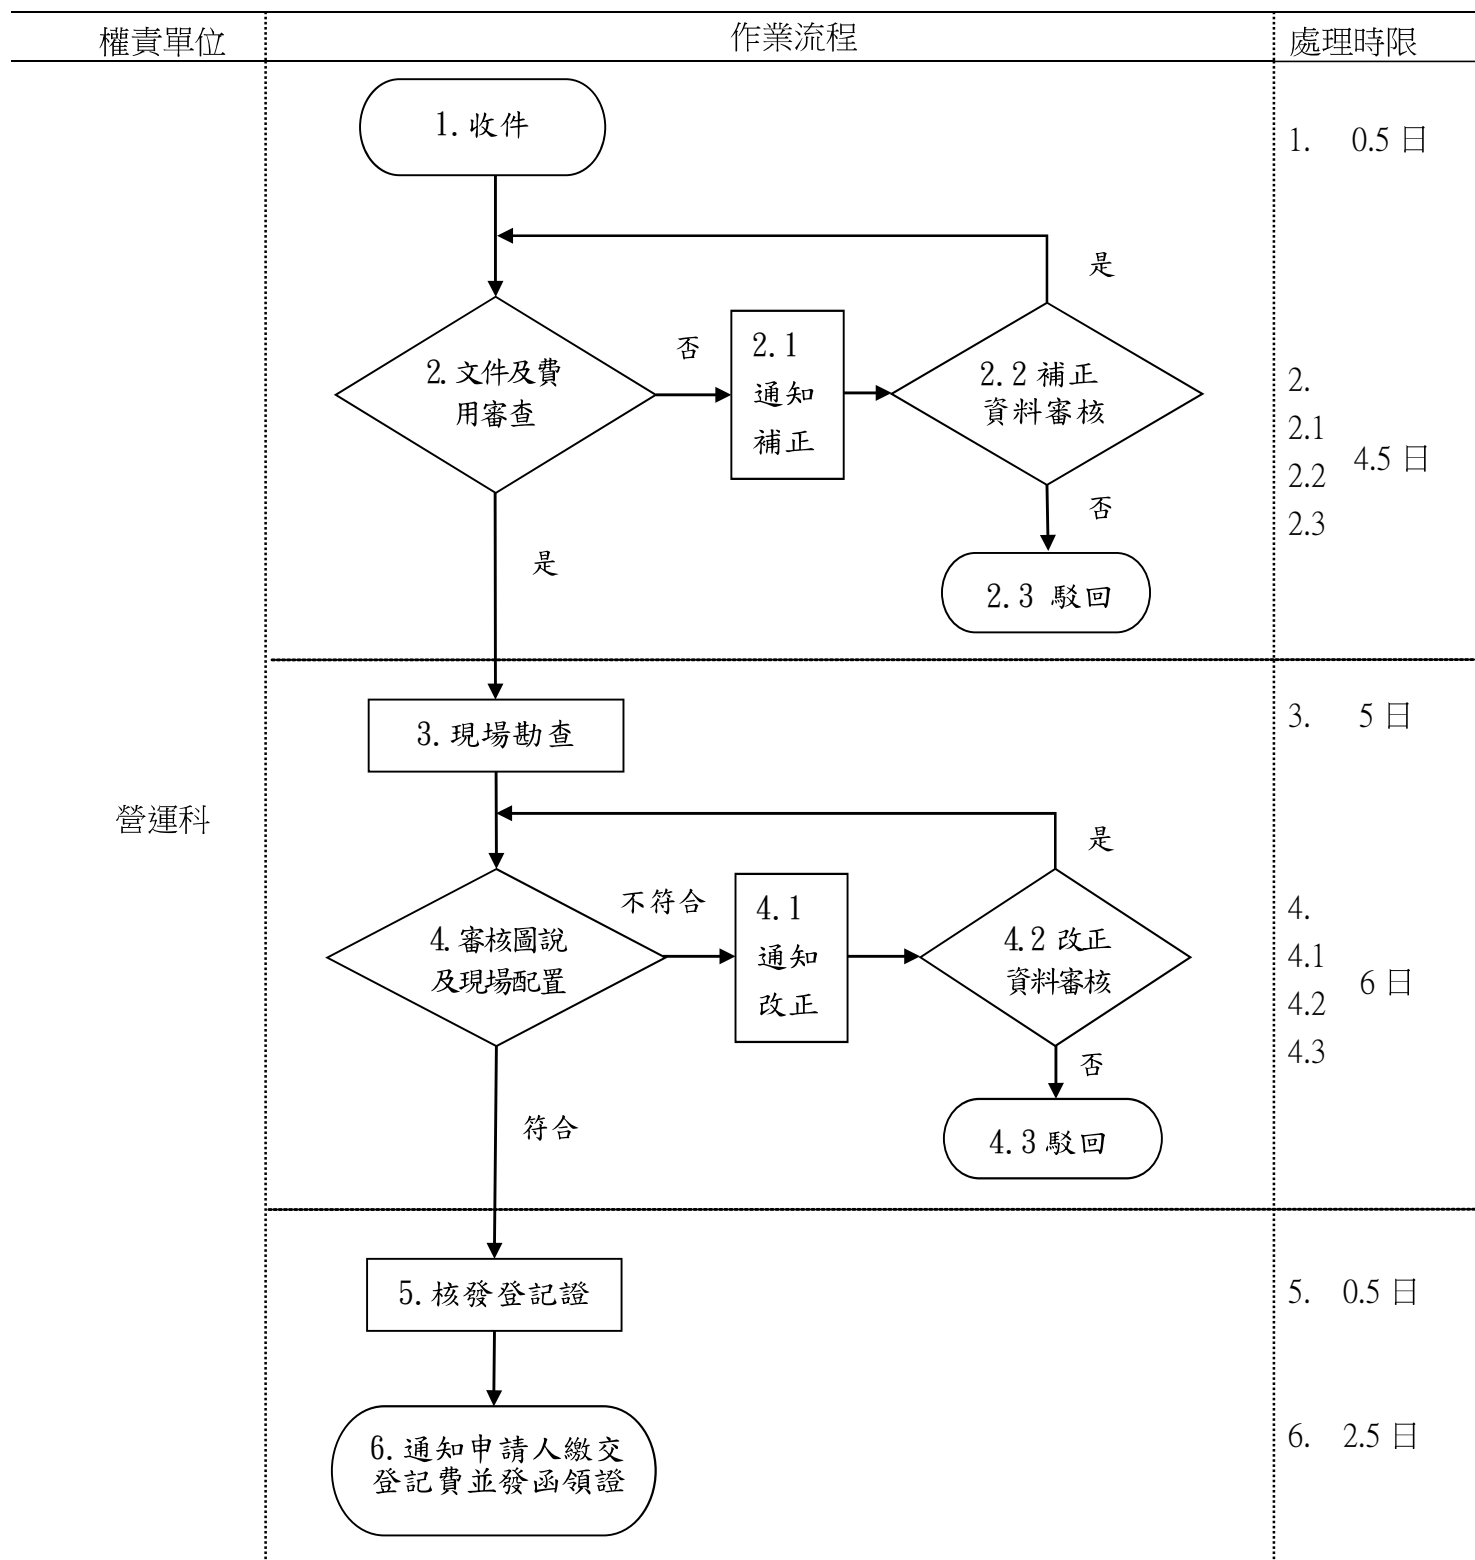 權責單位
作業流程
處理時限
1.收件
1. 0.5 日
是
2.文件及費
用審查
否
2.1
通知
補正
2.2 補正
資料審核
2.
2.1
2.2
2.3
4.5 日
否
是
2.3 駁回
3.現場勘查
3. 5 日
營運科
是
4.審核圖說
及現場配置
不符合
4.1
通知
改正
4.2 改正
資料審核
4.
4.1
4.2
4.3
6 日
否
符合
4.3 駁回
5.核發登記證
5. 0.5 日
6.通知申請人繳交
登記費並發函領證
6. 2.5 日